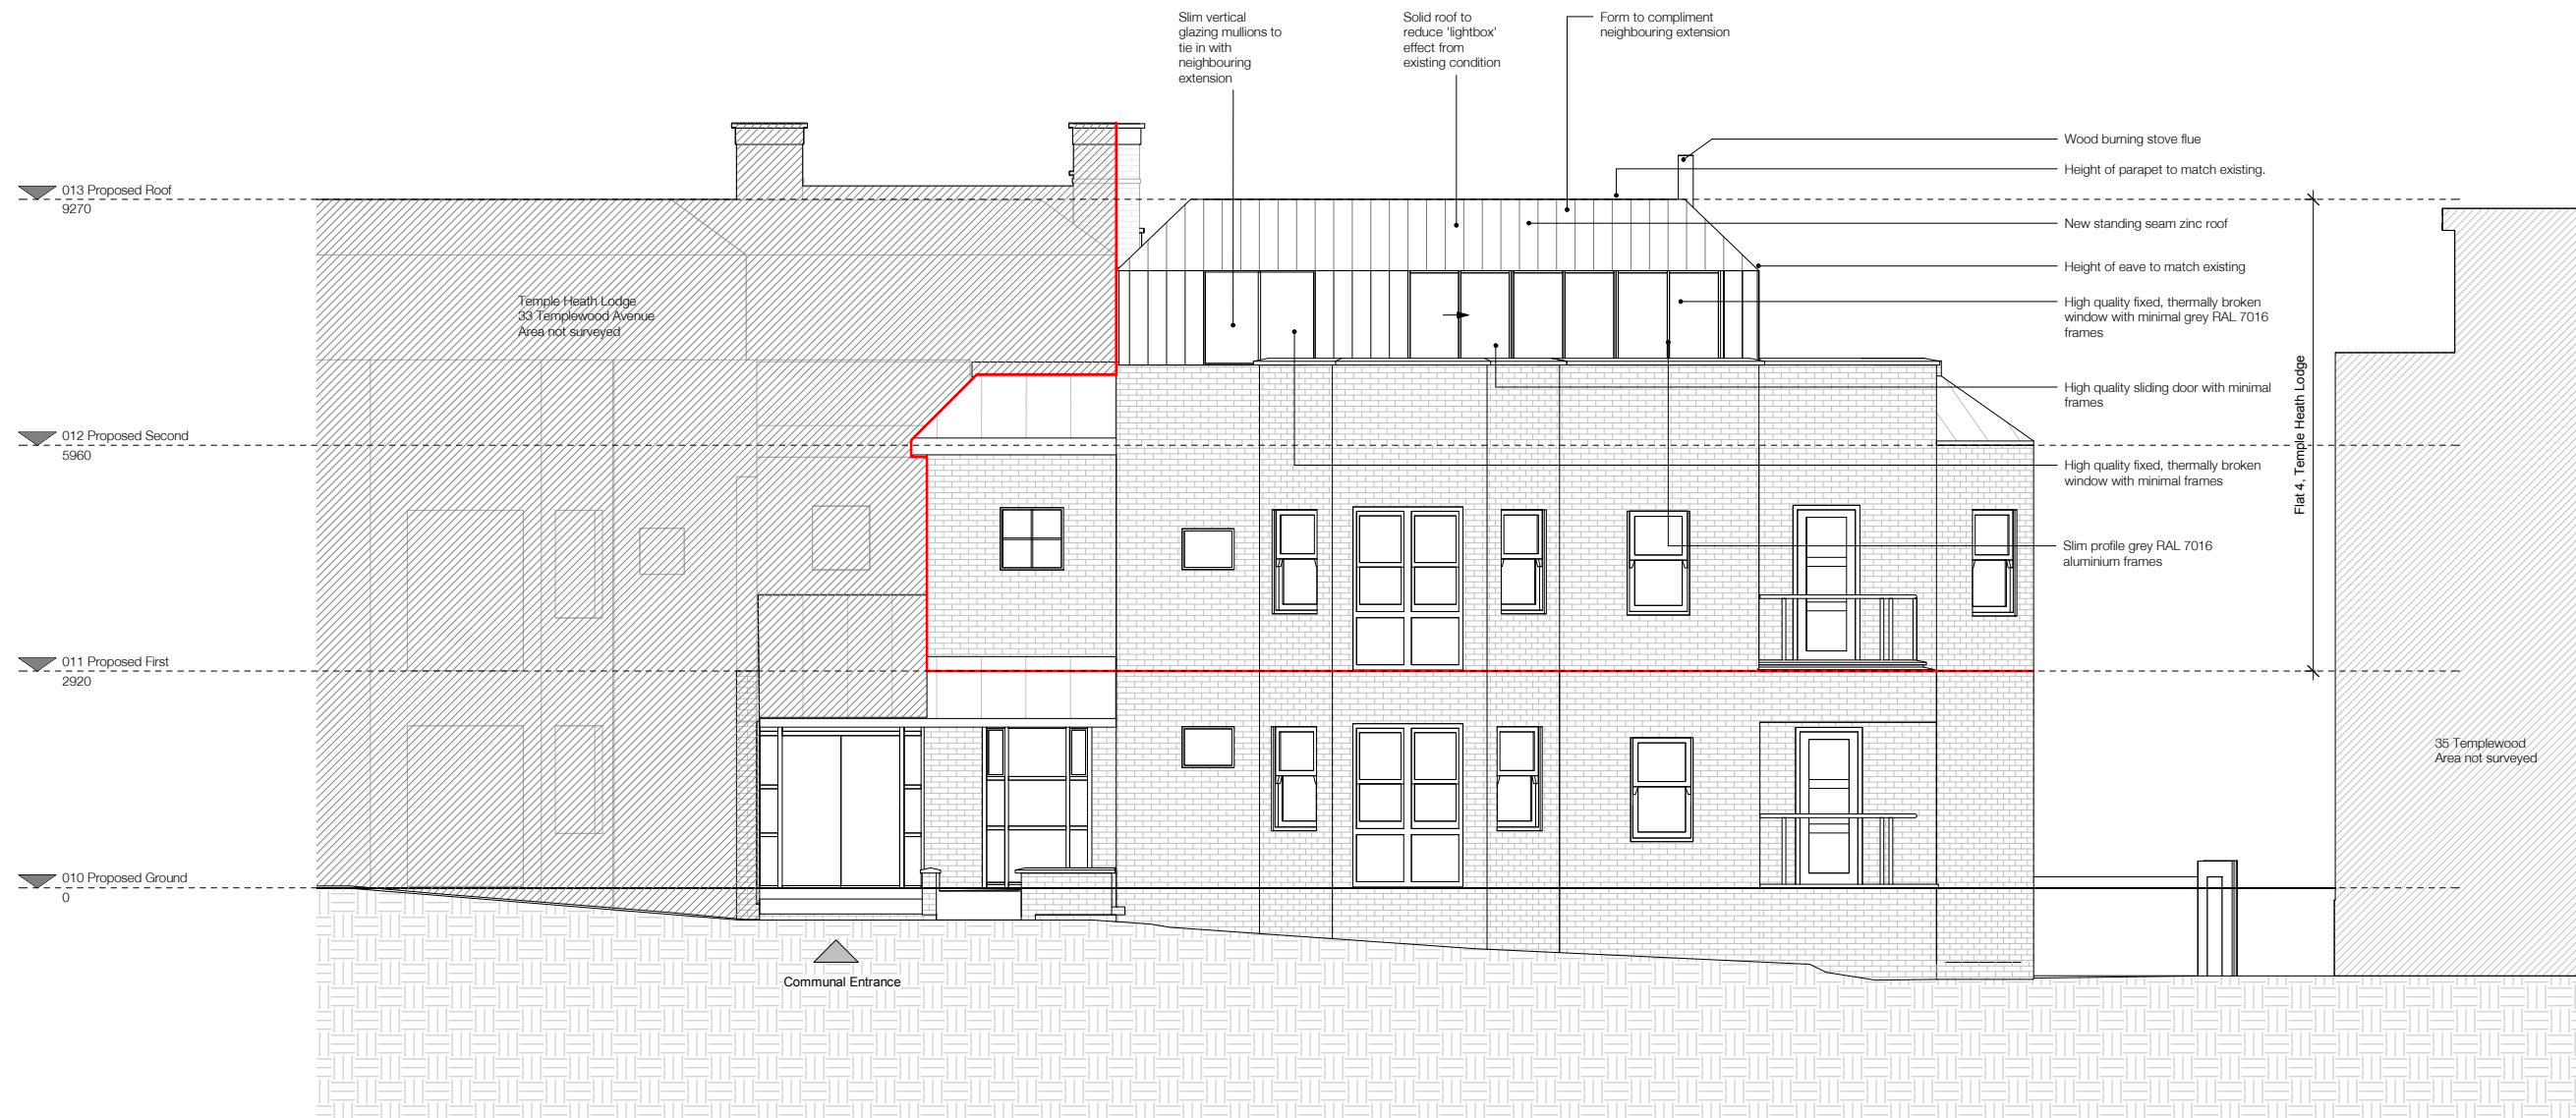 Slim vertical
glazing mullions to
tie in with
neighbouring
extension
Solid roof to
reduce 'lightbox'
effect from
existing condition
Form to compliment
neighbouring extension
Wood burning stove flue
Height of parapet to match existing.
New standing seam zinc roof
Height of eave to match existing
High quality fixed, thermally broken
window with minimal grey RAL 7016
frames
High quality sliding door with minimal
frames
High quality fixed, thermally broken
window with minimal frames
Slim profile grey RAL 7016
aluminium frames
Flat 4, Temple Heath Lodge
013 Proposed Roof
9270
012 Proposed Second
5960
011 Proposed First
2920
010 Proposed Ground
0
Temple Heath Lodge
33 Templewood Avenue
Area not surveyed
35 Templewood
Area not surveyed
Communal Entrance